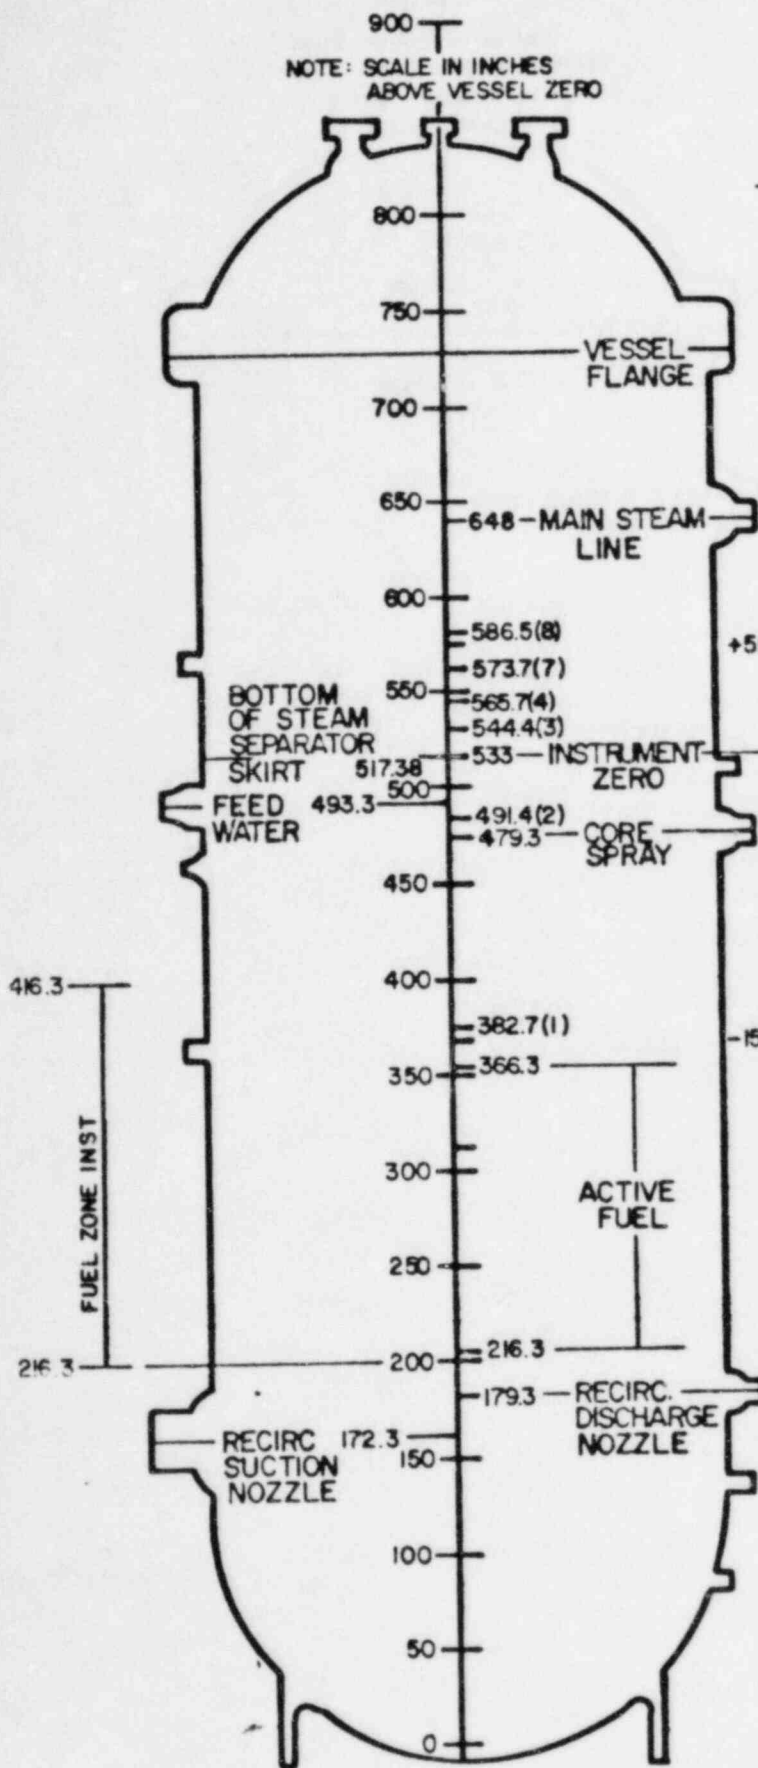 900
NOTE: SCALE IN INCHES
ABOVE VESSEL ZERO
800
750
VESSEL
FLANGE
700
650
648 MAIN STEAM
LINE
600
586.5(8)
573.7(7)
+5
550
565.7(4)
BOTTOM
OF STEAM
SEPARATOR
SKIRT 517.38
544.4(3)
533 INSTRUMENT
ZERO
500
FEED
WATER
493.3
491.4(2)
479.3 CORE
SPRAY
450
416.3
400
382.7(1)
-15
366.3
350
300
FUEL ZONE INST
ACTIVE
FUEL
250
216.3
216.3
200
179.3 RECIRC.
DISCHARGE
NOZZLE
RECIRC 172.3
SUCTION
NOZZLE
150
100
50
0